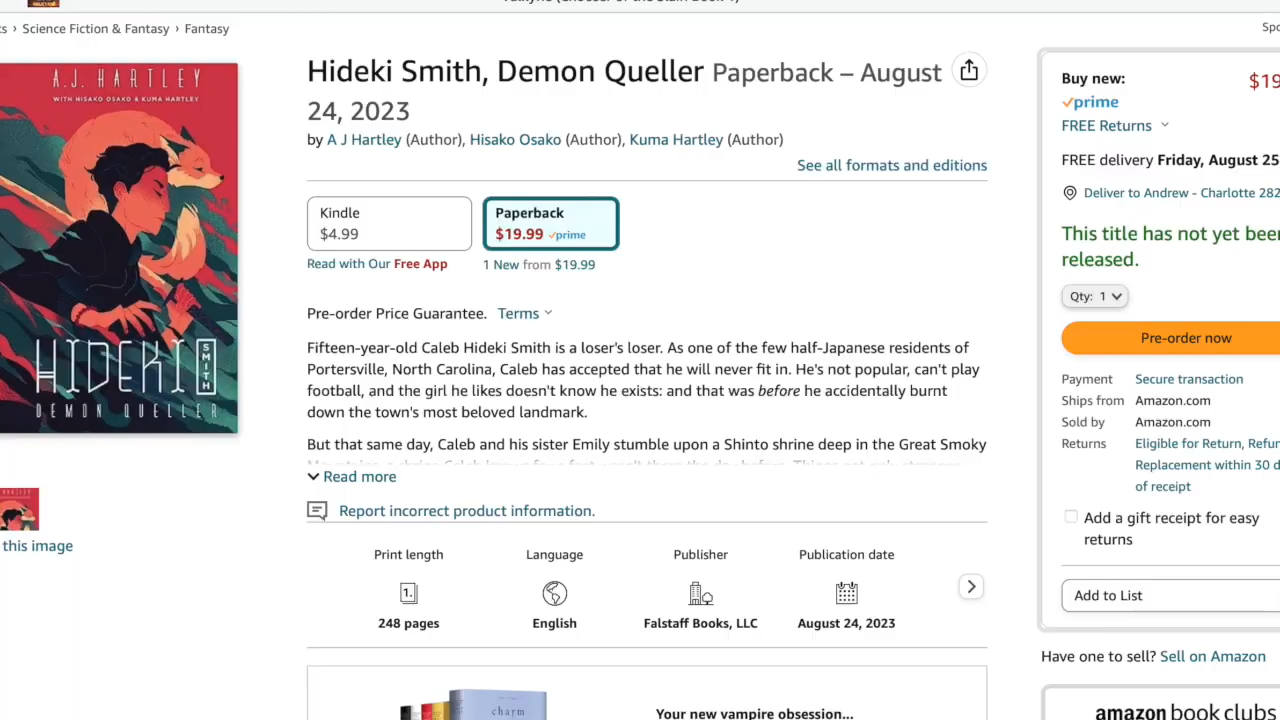 Science Fiction & Fantasy › Fantasy
A.J. HARTLEY
WITH HISAKO OSAKO & KUMA HARTLEY
HIDEKI
SMITH
DEMON QUELLER
this image
Hideki Smith, Demon Queller Paperback – August
24, 2023
by A J Hartley (Author), Hisako Osako (Author), Kuma Hartley (Author)
See all formats and editions
Kindle
$4.99
Paperback
$19.99 prime
Read with Our Free App
1 New from $19.99
Pre-order Price Guarantee. Terms
Fifteen-year-old Caleb Hideki Smith is a loser's loser. As one of the few half-Japanese residents of
Portersville, North Carolina, Caleb has accepted that he will never fit in. He's not popular, can't play
football, and the girl he likes doesn't know he exists: and that was before he accidentally burnt
down the town's most beloved landmark.
But that same day, Caleb and his sister Emily stumble upon a Shinto shrine deep in the Great Smoky
Read more
Report incorrect product information.
Print length
Language
Publisher
Publication date
1.
248 pages
English
Falstaff Books, LLC
August 24, 2023
charm
Your new vampire obsession...
Buy new:
$19
prime
FREE Returns
FREE delivery Friday, August 25
Deliver to Andrew - Charlotte 282
This title has not yet been
released.
Qty: 1
Pre-order now
Payment Secure transaction
Ships from Amazon.com
Sold by Amazon.com
Returns Eligible for Return, Refun
Replacement within 30 d
of receipt
Add a gift receipt for easy
returns
Add to List
Have one to sell? Sell on Amazon
amazon book clubs